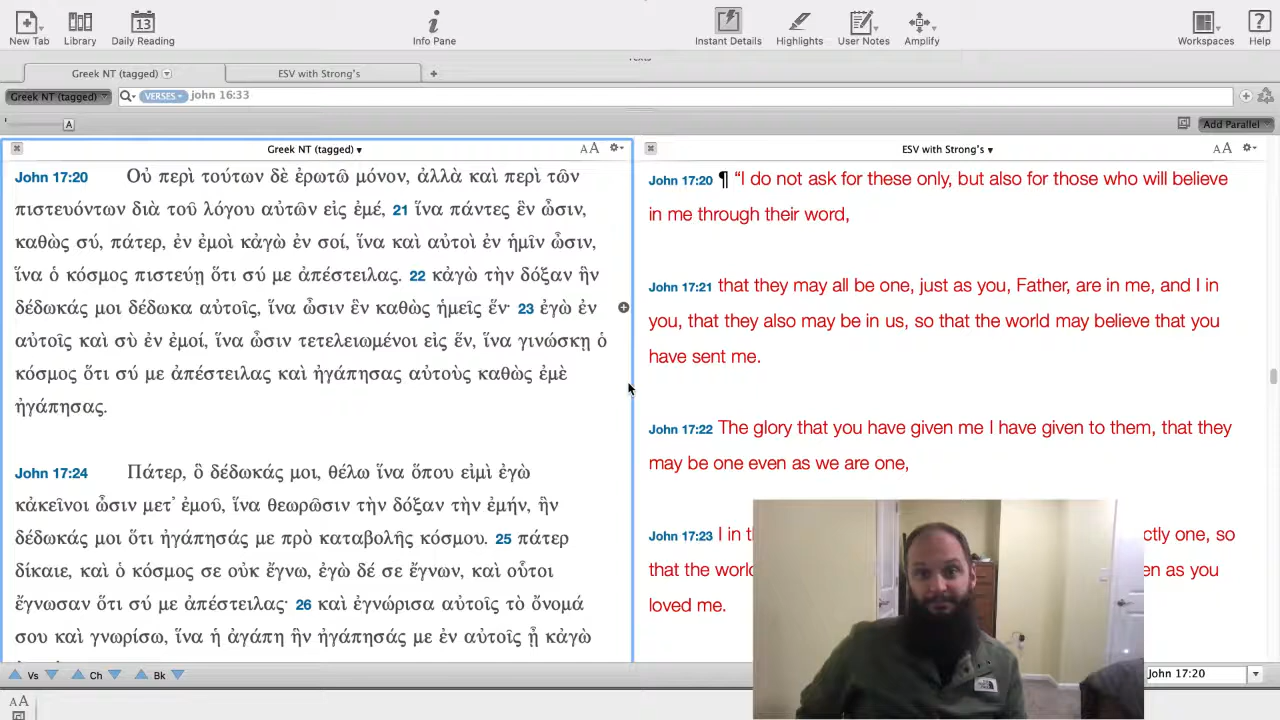 New Tab Library Daily Reading Info Pane Instant Details Highlights User Notes Amplify Workspaces Help
13
Greek NT (tagged) ESV with Strong's
Greek NT (tagged) VERSES john 16:33
A Add Parallel
Greek NT (tagged) AA
John 17:20 Οὐ περὶ τούτων δὲ ἐρωτῶ μόνον, ἀλλὰ καὶ περὶ τῶν
πιστευόντων διὰ τοῦ λόγου αὐτῶν εἰς ἐμέ, 21 ἵνα πάντες ἓν ὦσιν,
καθὼς σύ, πάτερ, ἐν ἐμοὶ κἀγὼ ἐν σοί, ἵνα καὶ αὐτοὶ ἐν ἡμῖν ὦσιν,
ἵνα ὁ κόσμος πιστεύῃ ὅτι σύ με ἀπέστειλας. 22 κἀγὼ τὴν δόξαν ἣν
δέδωκάς μοι δέδωκα αὐτοῖς, ἵνα ὦσιν ἓν καθὼς ἡμεῖς ἕν· 23 ἐγὼ ἐν
αὐτοῖς καὶ σὺ ἐν ἐμοί, ἵνα ὦσιν τετελειωμένοι εἰς ἕν, ἵνα γινώσκῃ ὁ
κόσμος ὅτι σύ με ἀπέστειλας καὶ ἠγάπησας αὐτοὺς καθὼς ἐμὲ
ἠγάπησας.
John 17:24 Πάτερ, ὃ δέδωκάς μοι, θέλω ἵνα ὅπου εἰμὶ ἐγὼ
κἀκεῖνοι ὦσιν μετ᾽ ἐμοῦ, ἵνα θεωρῶσιν τὴν δόξαν τὴν ἐμήν, ἣν
δέδωκάς μοι ὅτι ἠγάπησάς με πρὸ καταβολῆς κόσμου. 25 πάτερ
δίκαιε, καὶ ὁ κόσμος σε οὐκ ἔγνω, ἐγὼ δέ σε ἔγνων, καὶ οὗτοι
ἔγνωσαν ὅτι σύ με ἀπέστειλας· 26 καὶ ἐγνώρισα αὐτοῖς τὸ ὄνομά
σου καὶ γνωρίσω, ἵνα ἡ ἀγάπη ἣν ἠγάπησάς με ἐν αὐτοῖς ᾖ κἀγὼ
ESV with Strong's AA
John 17:20 ¶ “I do not ask for these only, but also for those who will believe
in me through their word,
John 17:21 that they may all be one, just as you, Father, are in me, and I in
you, that they also may be in us, so that the world may believe that you
have sent me.
John 17:22 The glory that you have given me I have given to them, that they
may be one even as we are one,
John 17:23 I in ctly one, so
that the en as you
loved me.
Vs Ch Bk John 17:20
AA